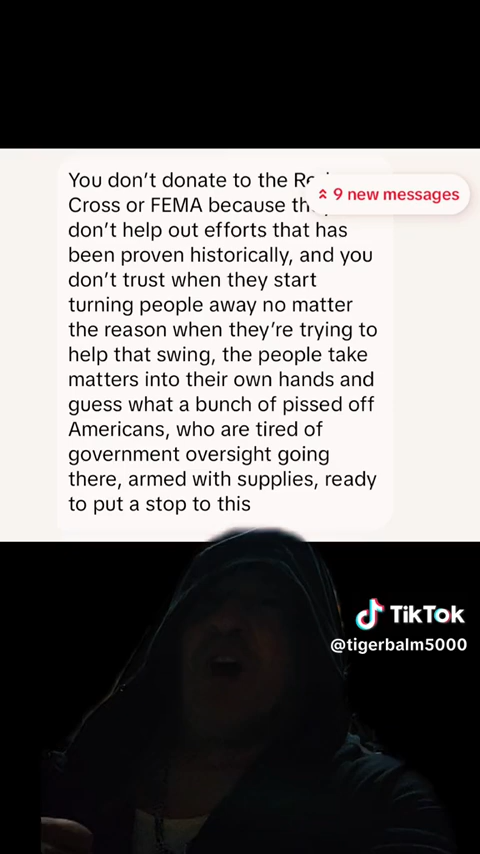 You don't donate to the
9 new messages
Cross or FEMA because
don't help out efforts that has
been proven historically, and you
don't trust when they start
turning people away no matter
the reason when they're trying to
help that swing, the people take
matters into their own hands and
guess what a bunch of pissed off
Americans, who are tired of
government oversight going
there, armed with supplies, ready
to put a stop to this
TikTok
@tigerbalm5000